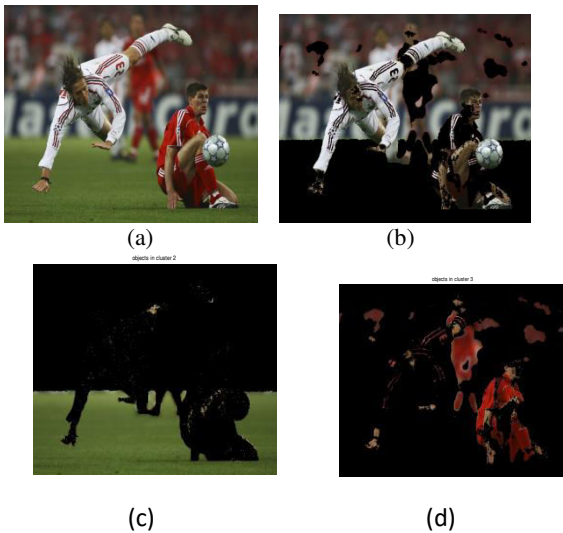 (a)
(b)
objects in cluster 2
objects in cluster 3
(c)
(d)